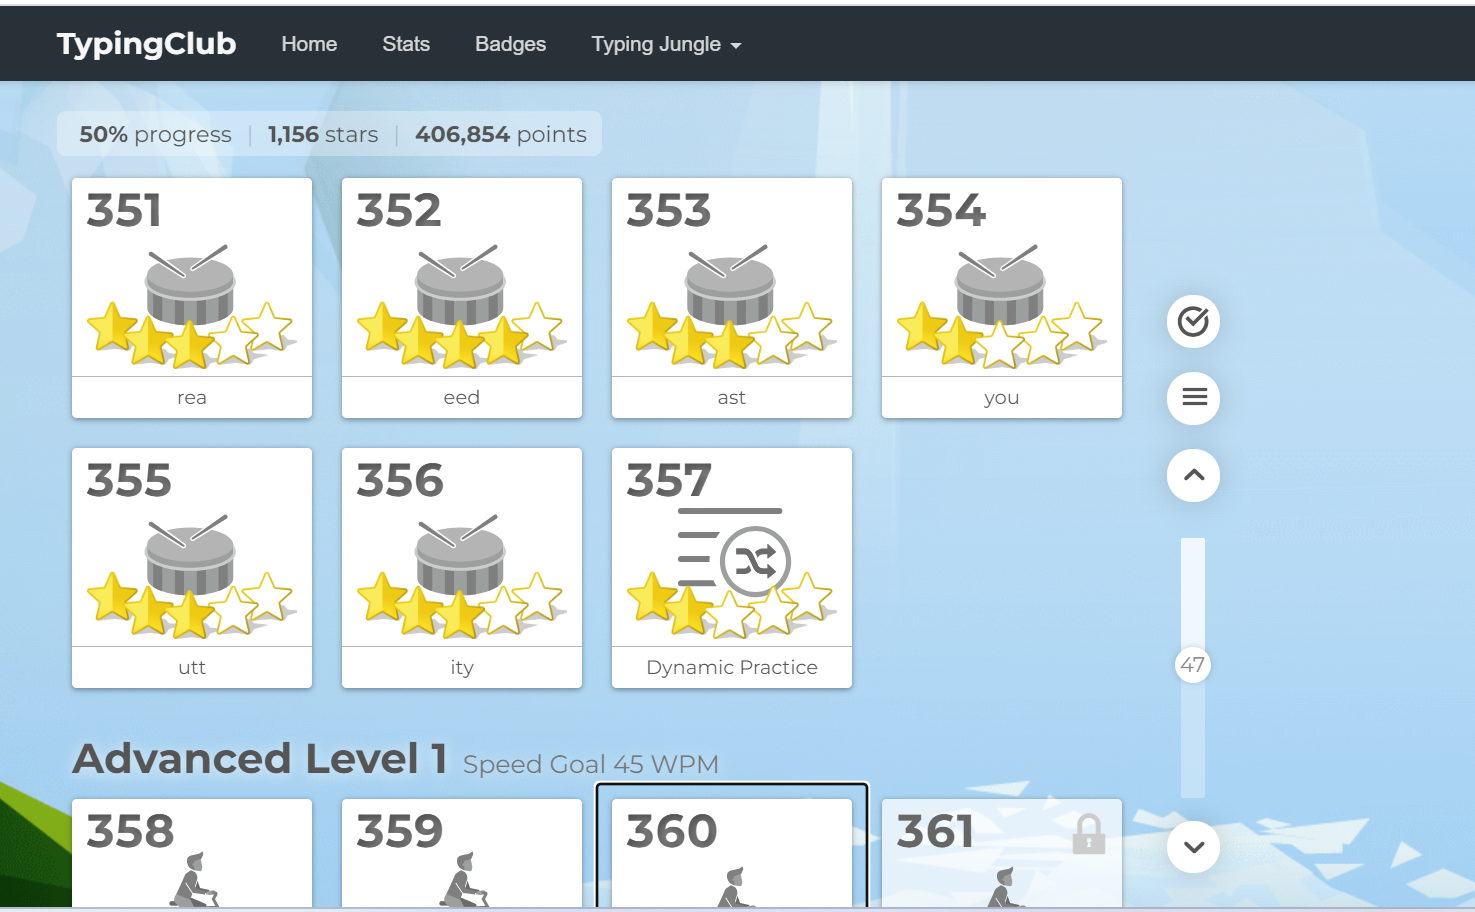 TypingClub Home Stats Badges Typing Jungle
50% progress | 1,156 stars | 406,854 points
351 352 353 354
rea eed ast you
355 356 357
utt ity Dynamic Practice
47
Advanced Level 1 Speed Goal 45 WPM
358 359 360 361